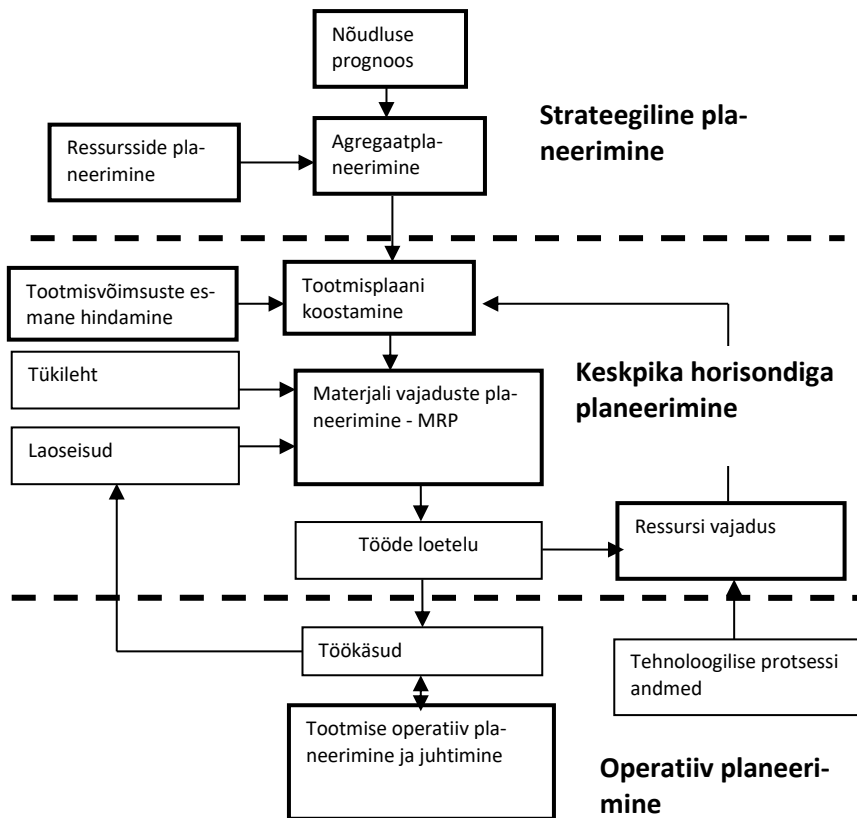 Nõudluse
prognoos
Strateegiline pla-
neerimine
Ressursside pla-
neerimine
Agregaatpla-
neerimine
Tootmisvõimsuste es-
mane hindamine
Tootmisplaani
koostamine
Tükileht
Materjali vajaduste pla-
neerimine - MRP
Keskpika horisondiga
planeerimine
Laoseisud
Tööde loetelu
Ressursi vajadus
Töökäsud
Tehnoloogilise protsessi
andmed
Tootmise operatiiv pla-
neerimine ja juhtimine
Operatiiv planeeri-
mine